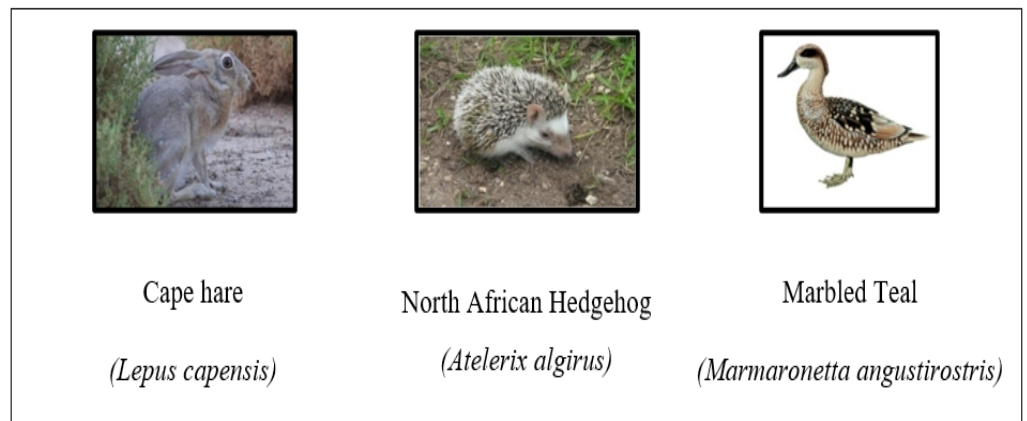 Cape hare
(Lepus capensis)
North African Hedgehog
(Atelerix algirus)
Marbled Teal
(Marmaronetta angustirostris)